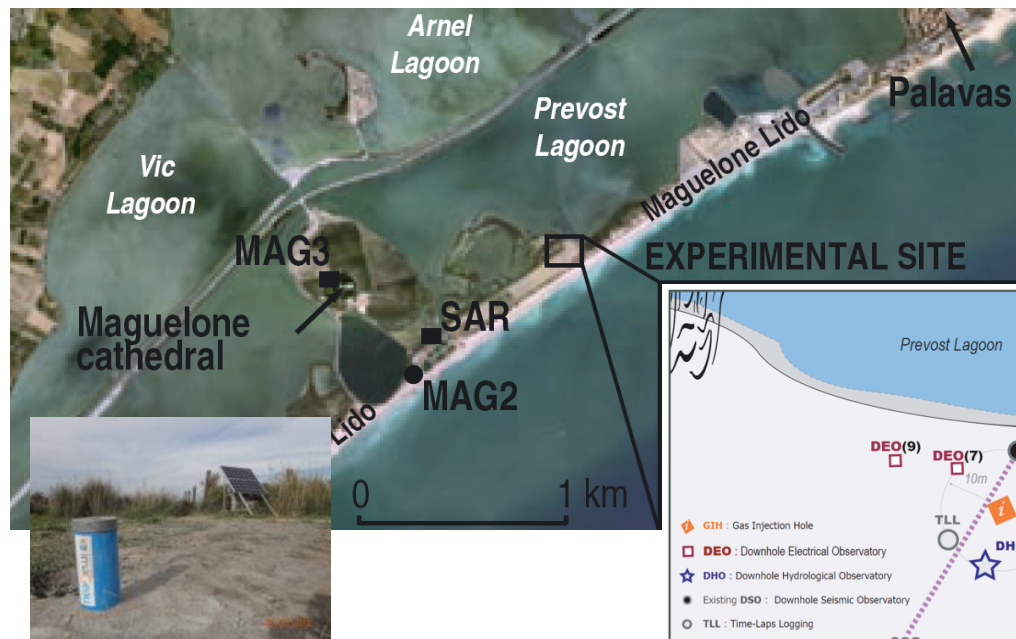 Arnel
Lagoon
Palavas
Prevost
Lagoon
Maguelone Lido
Vic
Lagoon
MAG3
EXPERIMENTAL SITE
Maguelone
cathedral
SAR
MAG2
Lido
0
1 km
Prevost Lagoon
DEO(9)
DEO(7)
10m
i
TLL
DH
i GIH : Gas Injection Hole
DEO : Downhole Electrical Observatory
DHO : Downhole Hydrological Observatory
Existing DSO : Downhole Seismic Observatory
TLL : Time-Laps Logging